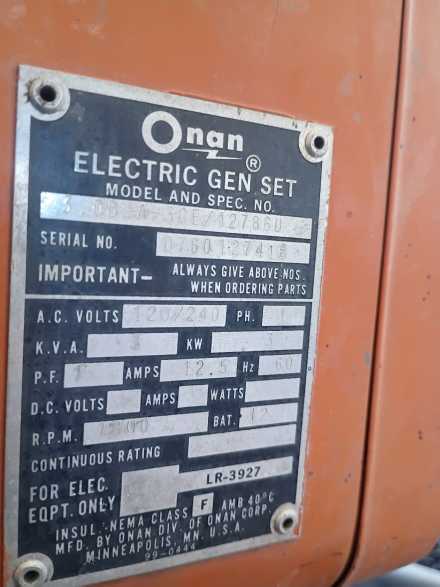 Onan ®
ELECTRIC GEN SET
MODEL AND SPEC. NO.
SERIAL NO.
IMPORTANT— ALWAYS GIVE ABOVE NOS.
WHEN ORDERING PARTS
A.C. VOLTS 120/240 PH. 1
K.V.A. 3 KW 3
P.F. 1 AMPS 12.5 Hz 60
D.C. VOLTS AMPS WATTS
R.P.M. BAT. 12
CONTINUOUS RATING
FOR ELEC. LR-3927
EQPT. ONLY
INSUL.-NEMA CLASS F AMB 40°C
MFD. BY ONAN DIV. OF ONAN CORP.
MINNEAPOLIS, MN. U.S.A.
99-0444